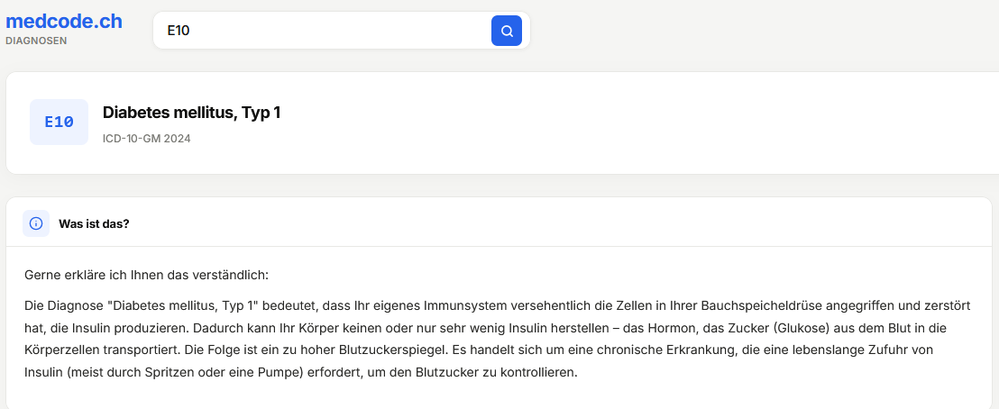 medcode.ch
DIAGNOSEN
E10
E10
Diabetes mellitus, Typ 1
ICD-10-GM 2024
Was ist das?
Gerne erkläre ich Ihnen das verständlich:
Die Diagnose "Diabetes mellitus, Typ 1" bedeutet, dass Ihr eigenes Immunsystem versehentlich die Zellen in Ihrer Bauchspeicheldrüse angegriffen und zerstört
hat, die Insulin produzieren. Dadurch kann Ihr Körper keinen oder nur sehr wenig Insulin herstellen – das Hormon, das Zucker (Glukose) aus dem Blut in die
Körperzellen transportiert. Die Folge ist ein zu hoher Blutzuckerspiegel. Es handelt sich um eine chronische Erkrankung, die eine lebenslange Zufuhr von
Insulin (meist durch Spritzen oder eine Pumpe) erfordert, um den Blutzucker zu kontrollieren.